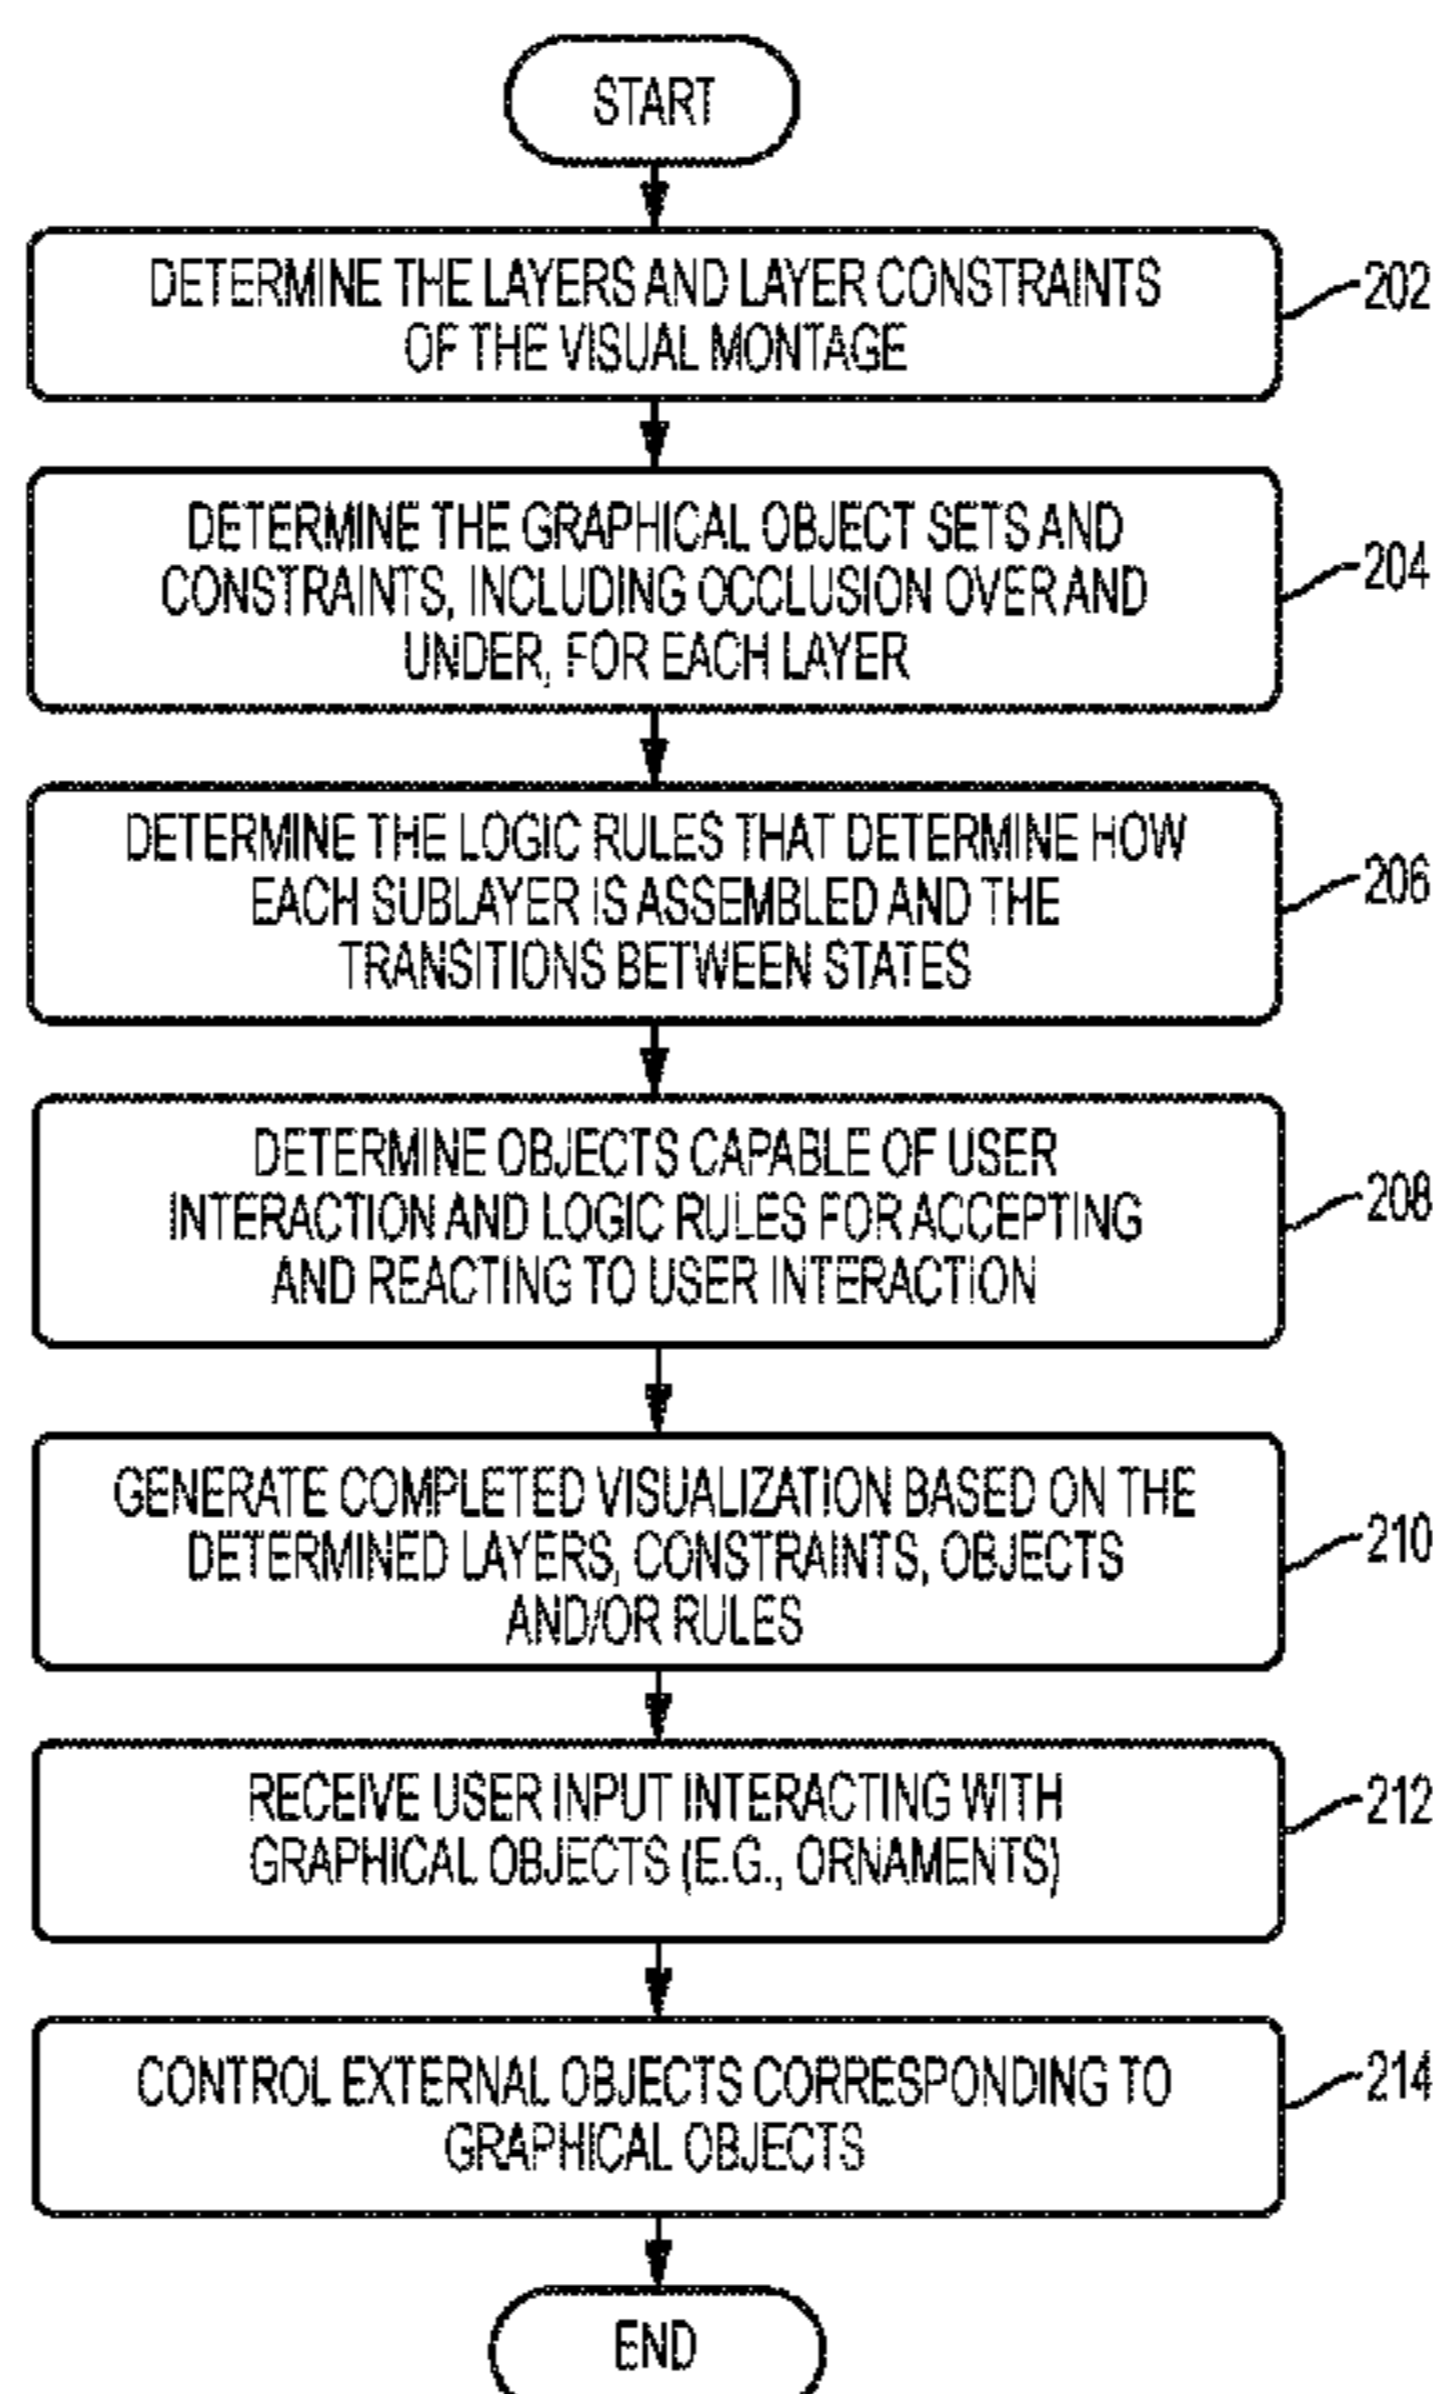 START
DETERMINE THE LAYERS AND LAYER CONSTRAINTS
OF THE VISUAL MONTAGE
202
DETERMINE THE GRAPHICAL OBJECT SETS AND
CONSTRAINTS, INCLUDING OCCLUSION OVER AND
UNDER, FOR EACH LAYER
204
DETERMINE THE LOGIC RULES THAT DETERMINE HOW
EACH SUBLAYER IS ASSEMBLED AND THE
TRANSITIONS BETWEEN STATES
206
DETERMINE OBJECTS CAPABLE OF USER
INTERACTION AND LOGIC RULES FOR ACCEPTING
AND REACTING TO USER INTERACTION
208
GENERATE COMPLETED VISUALIZATION BASED ON THE
DETERMINED LAYERS, CONSTRAINTS, OBJECTS
AND/OR RULES
210
RECEIVE USER INPUT INTERACTING WITH
GRAPHICAL OBJECTS (E.G., ORNAMENTS)
212
CONTROL EXTERNAL OBJECTS CORRESPONDING TO
GRAPHICAL OBJECTS
214
END